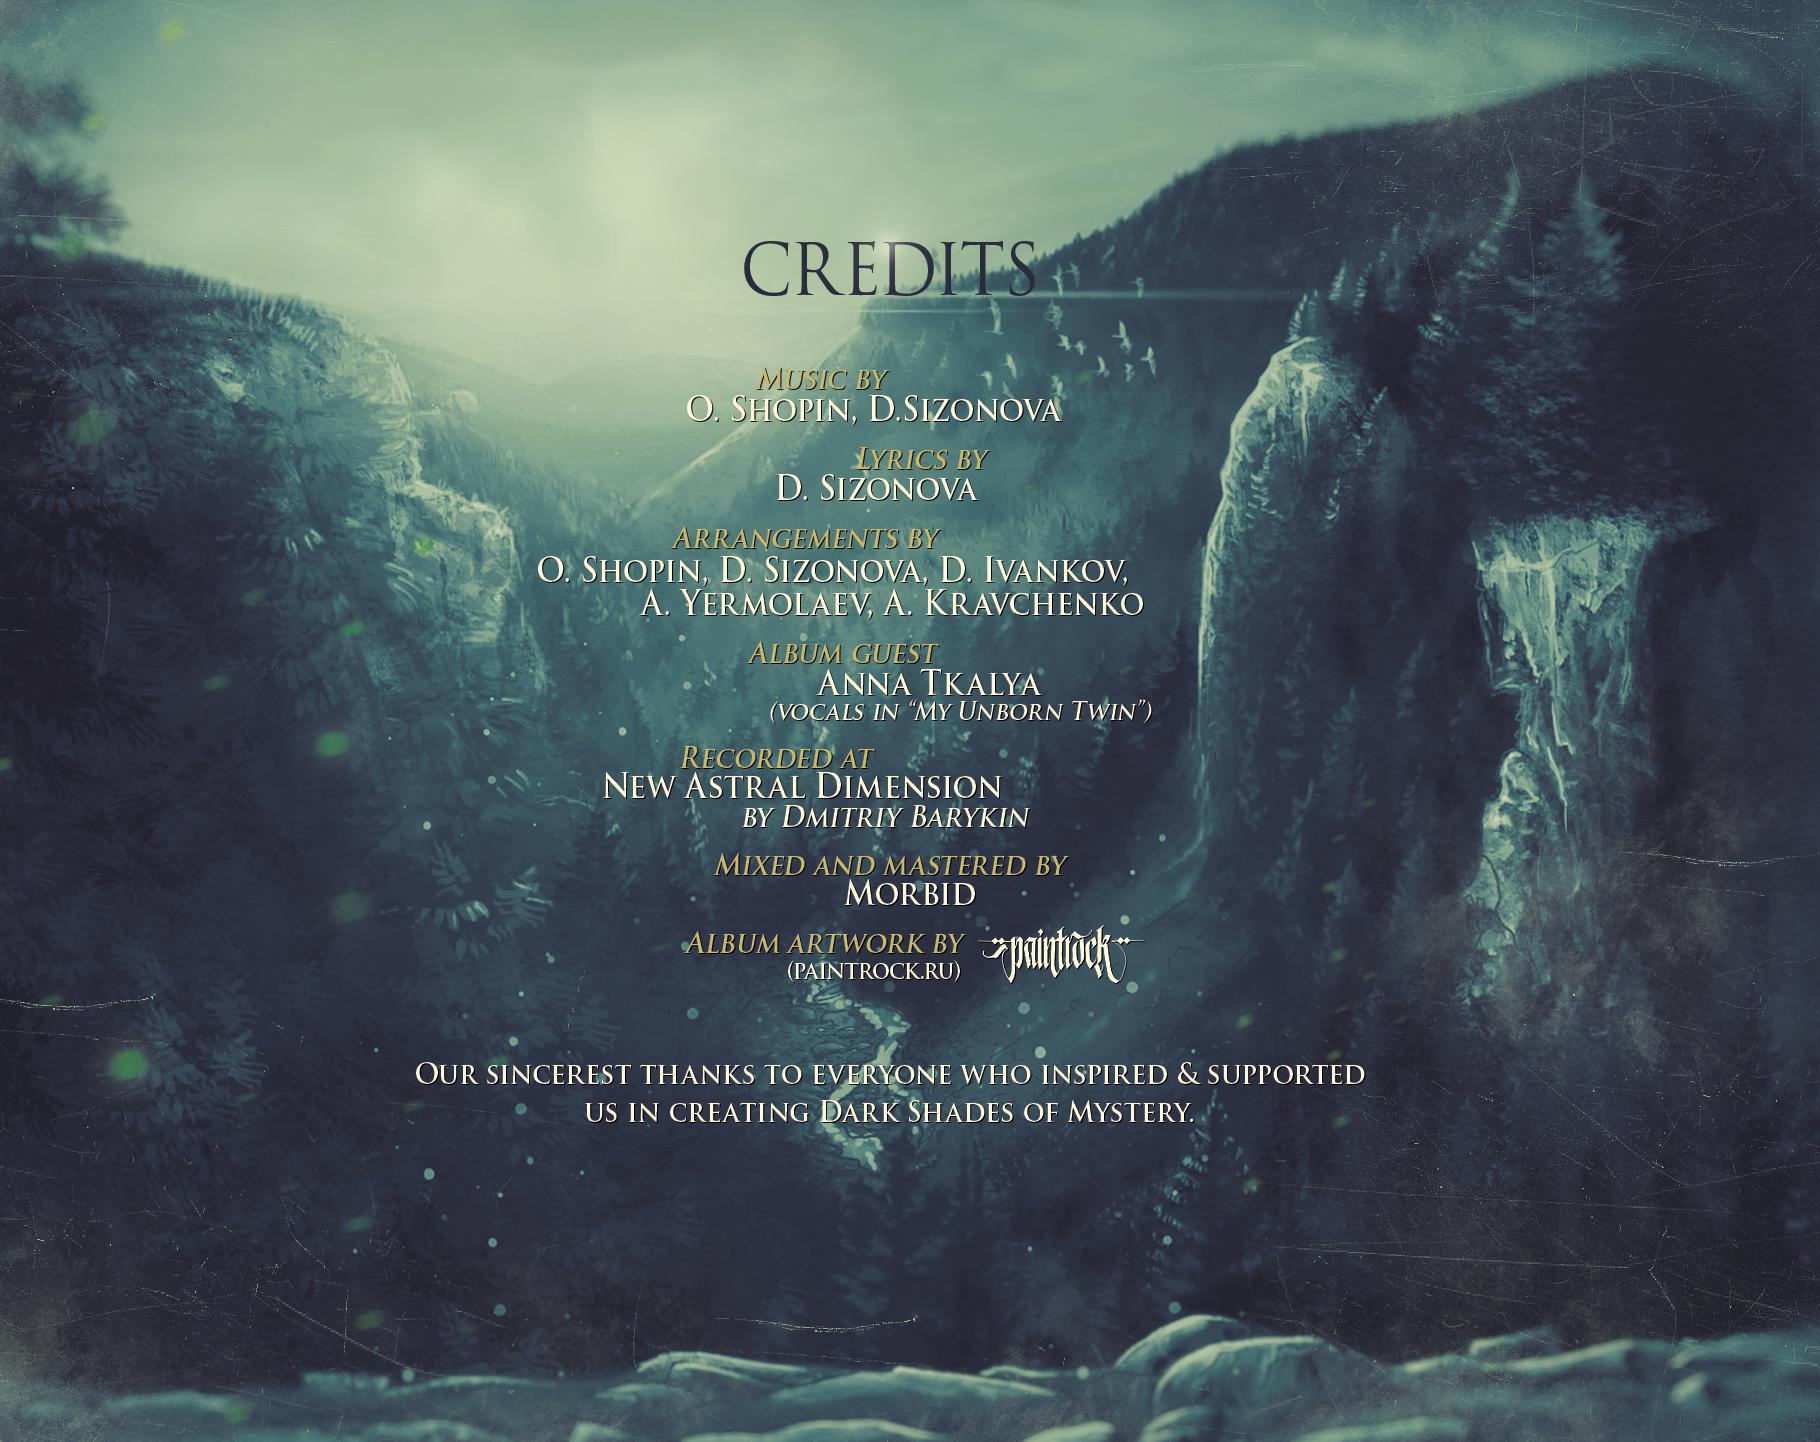 CREDITS
MUSIC BY
O. SHOPIN, D.SIZONOVA
LYRICS BY
D. SIZONOVA
ARRANGEMENTS BY
O. SHOPIN, D. SIZONOVA, D. IVANKOV,
A. YERMOLAEV, A. KRAVCHENKO
ALBUM GUEST
ANNA TKALYA
(VOCALS IN “MY UNBORN TWIN”)
RECORDED AT
NEW ASTRAL DIMENSION
BY DMITRIY BARYKIN
MIXED AND MASTERED BY
MORBID
ALBUM ARTWORK BY paintrock
(PAINTROCK.RU)
OUR SINCEREST THANKS TO EVERYONE WHO INSPIRED & SUPPORTED
US IN CREATING DARK SHADES OF MYSTERY.